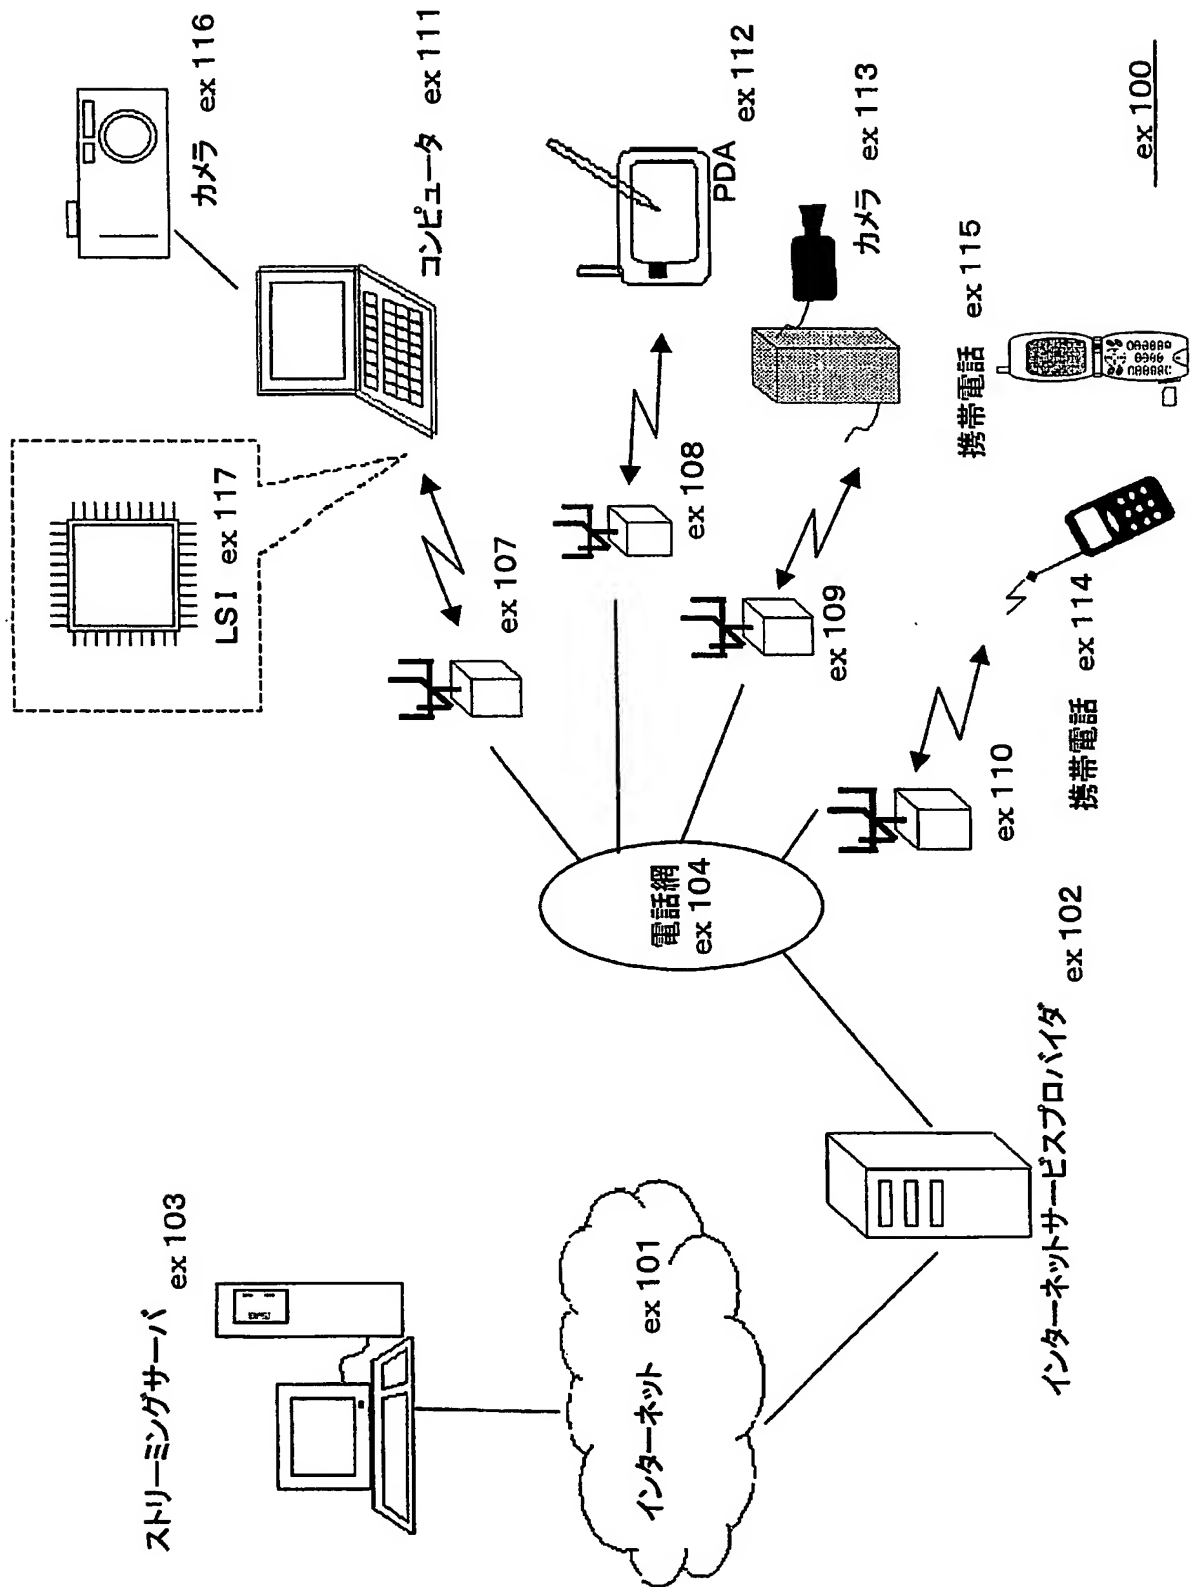 ストリーミングサーバ
ex 103
インターネット ex 101
インターネットサービスプロバイダ
ex 102
電話網
ex 104
LSI ex 117
ex 107
ex 108
ex 109
ex 110
カメラ ex 116
コンピュータ ex 111
PDA
ex 112
カメラ ex 113
携帯電話 ex 115
携帯電話 ex 114
ex 100